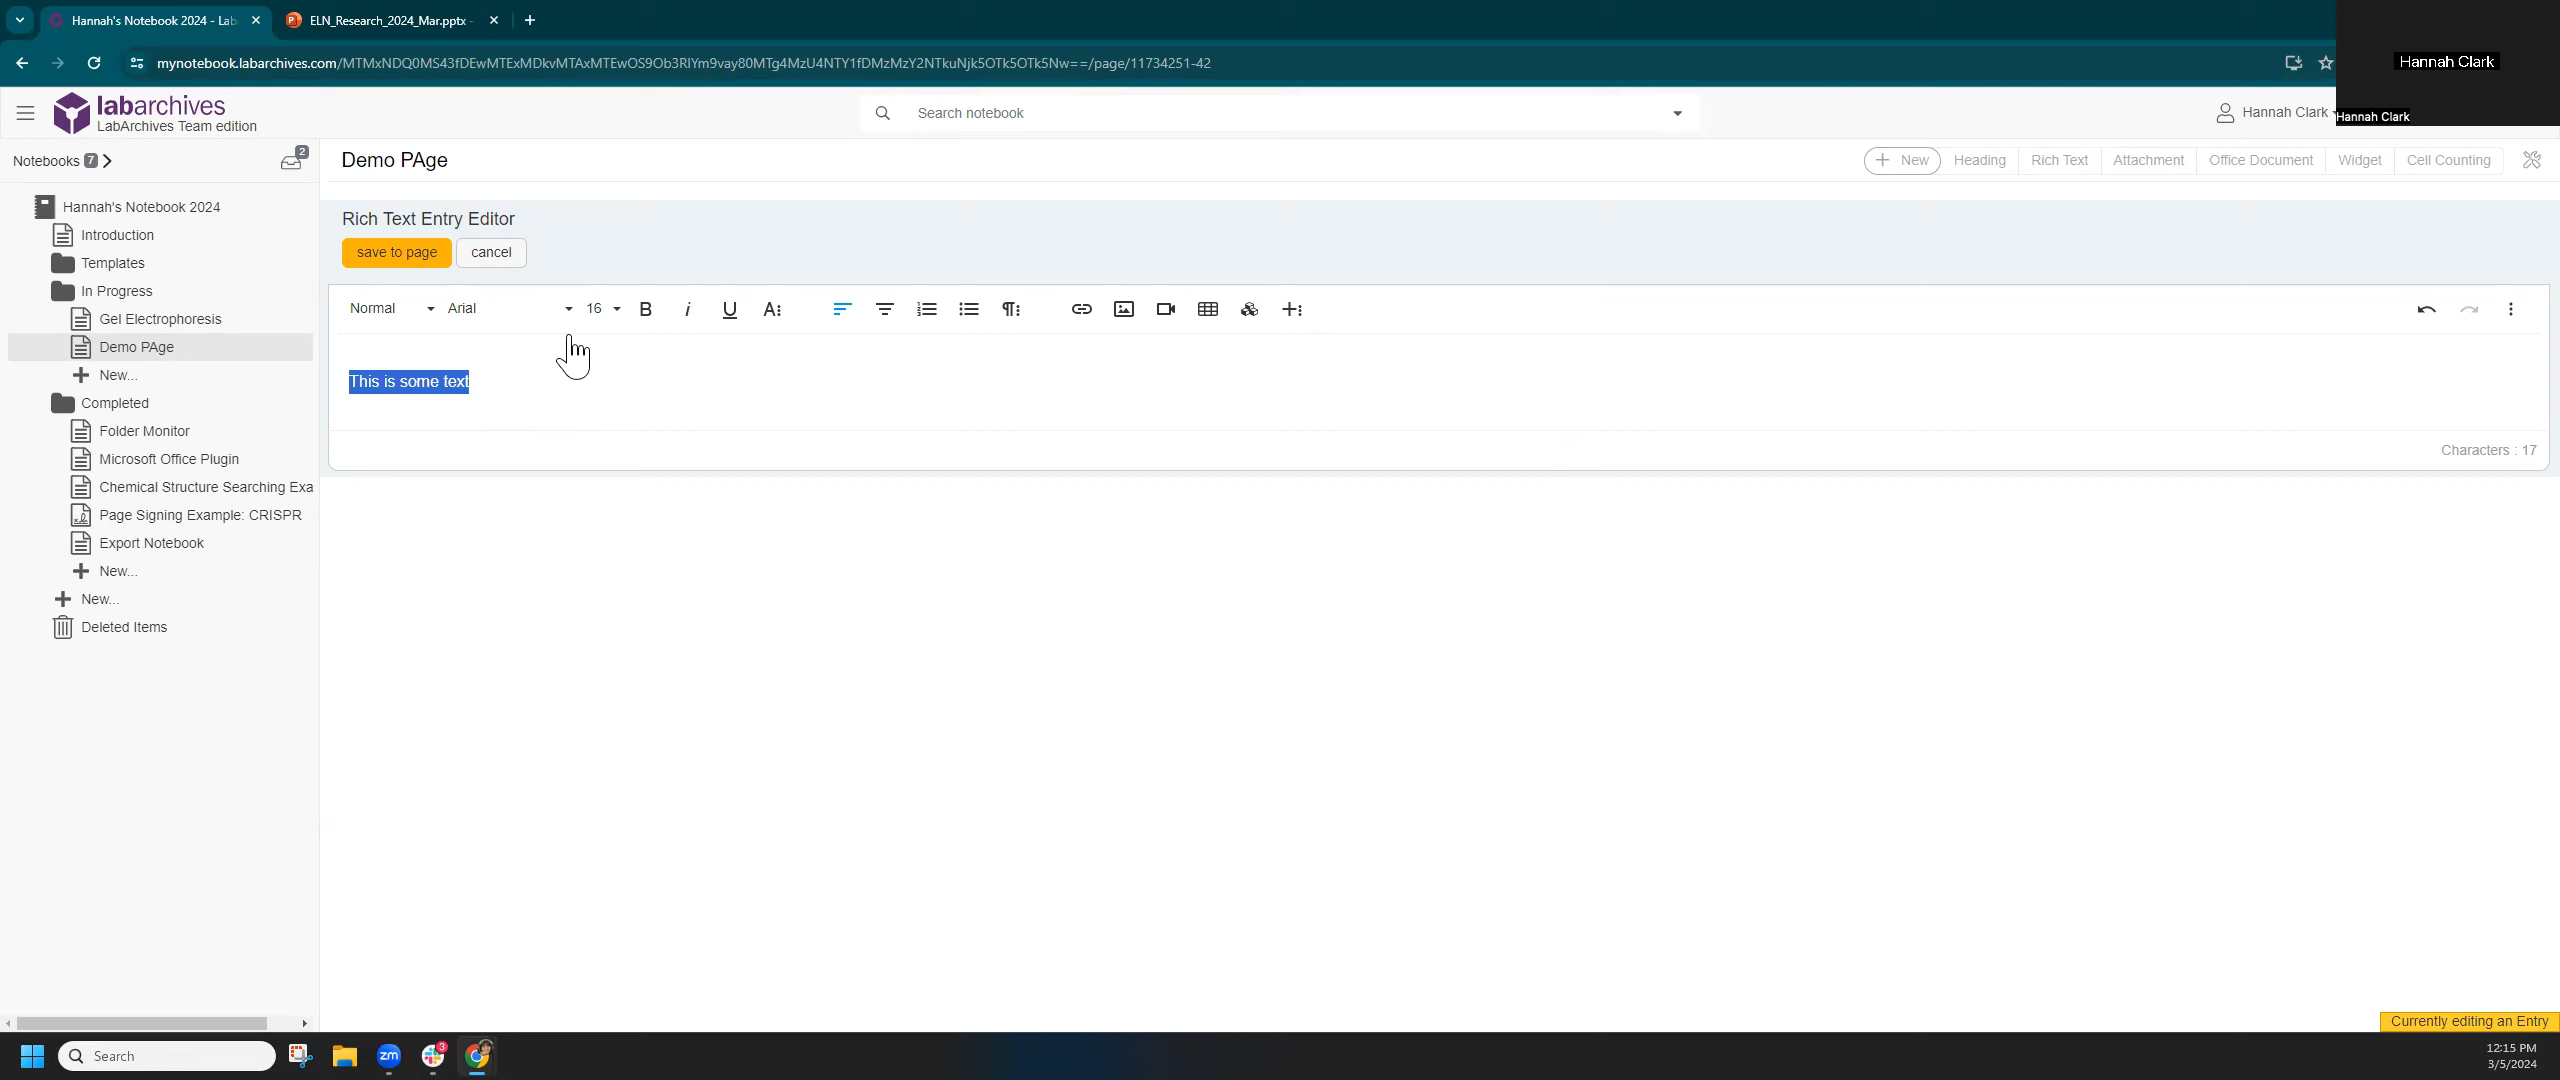 Hannah's Notebook 2024 - Lab
ELN_Research_2024_Mar.pptx -
mynotebook.labarchives.com/MTMxNDQ0MS43fDEwMTExMDkvMTAxMTEwOS9Ob3RlYm9vay80MTg4MzU4NTY1fDMzMzY2NTkuNjk5OTk5OTk5Nw==/page/11734251-42
Hannah Clark
Hannah Clark
labarchives
LabArchives Team edition
Search notebook
Hannah Clark
Notebooks 7
2
Demo PAge
New
Heading
Rich Text
Attachment
Office Document
Widget
Cell Counting
Hannah's Notebook 2024
Introduction
Templates
In Progress
Gel Electrophoresis
Demo PAge
New...
Completed
Folder Monitor
Microsoft Office Plugin
Chemical Structure Searching Exa
Page Signing Example: CRISPR
Export Notebook
New...
New...
Deleted Items
Rich Text Entry Editor
save to page
cancel
Normal
Arial
16
This is some text
Characters : 17
Currently editing an Entry
Search
zm
3
12:15 PM
3/5/2024